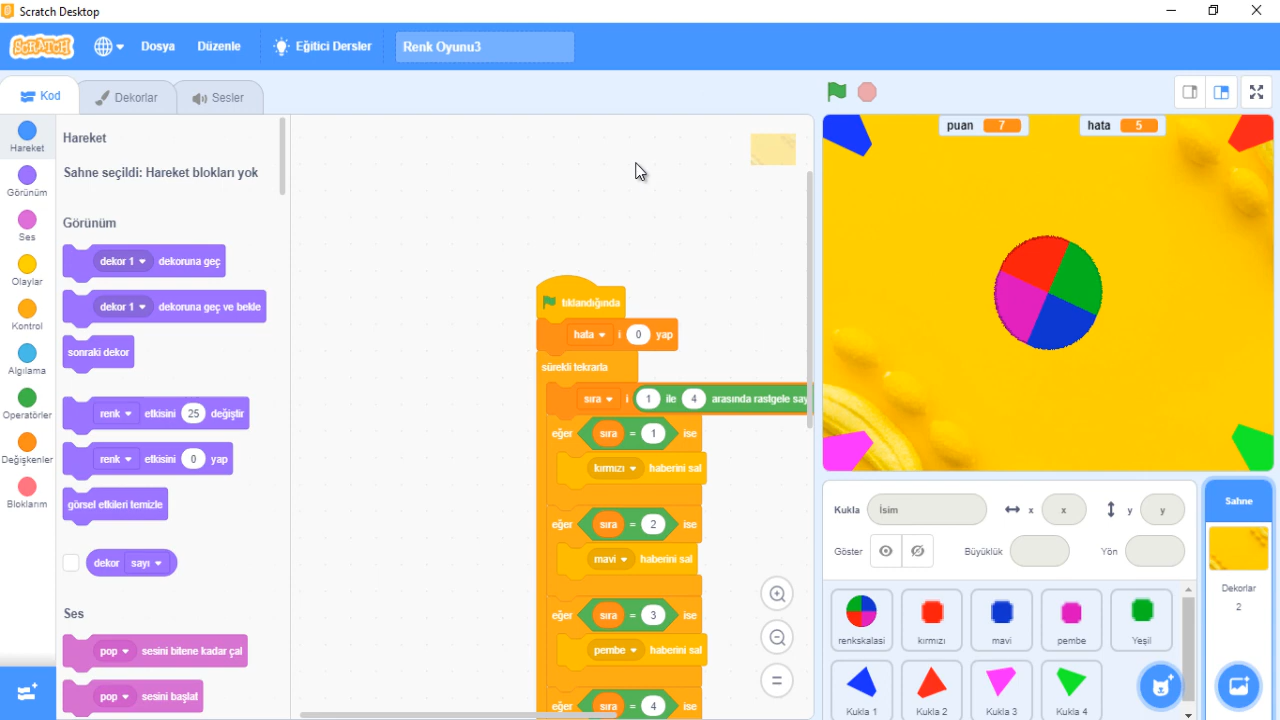 Scratch Desktop
SCRATCH Dosya Düzenle Eğitici Dersler Renk Oyunu3
Kod Dekorlar Sesler
Hareket
Görünüm
Ses
Olaylar
Kontrol
Algılama
Operatörler
Değişkenler
Bloklarım
Hareket
Sahne seçildi: Hareket blokları yok
Görünüm
dekor 1 dekoruna geç
dekor 1 dekoruna geç ve bekle
sonraki dekor
renk etkisini 25 değiştir
renk etkisini 0 yap
görsel etkileri temizle
dekor sayı
Ses
pop sesini bitene kadar çal
pop sesini başlat
tıklandığında
hata i 0 yap
sürekli tekrarla
sıra i 1 ile 4 arasında rastgele say
eğer sıra = 1 ise
kırmızı haberini sal
eğer sıra = 2 ise
mavi haberini sal
eğer sıra = 3 ise
pembe haberini sal
eğer sıra = 4 ise
puan 7 hata 5
Kukla İsim x x y y
Göster Büyüklük Yön
renkskalasi kırmızı mavi pembe Yeşil
Kukla 1 Kukla 2 Kukla 3 Kukla 4
Sahne
Dekorlar
2